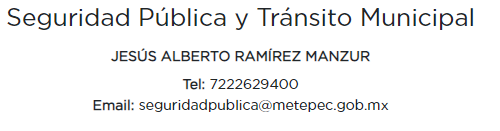 Seguridad Pública y Tránsito Municipal
JESÚS ALBERTO RAMÍREZ MANZUR
Tel: 7222629400
Email: seguridadpublica@metepec.gob.mx